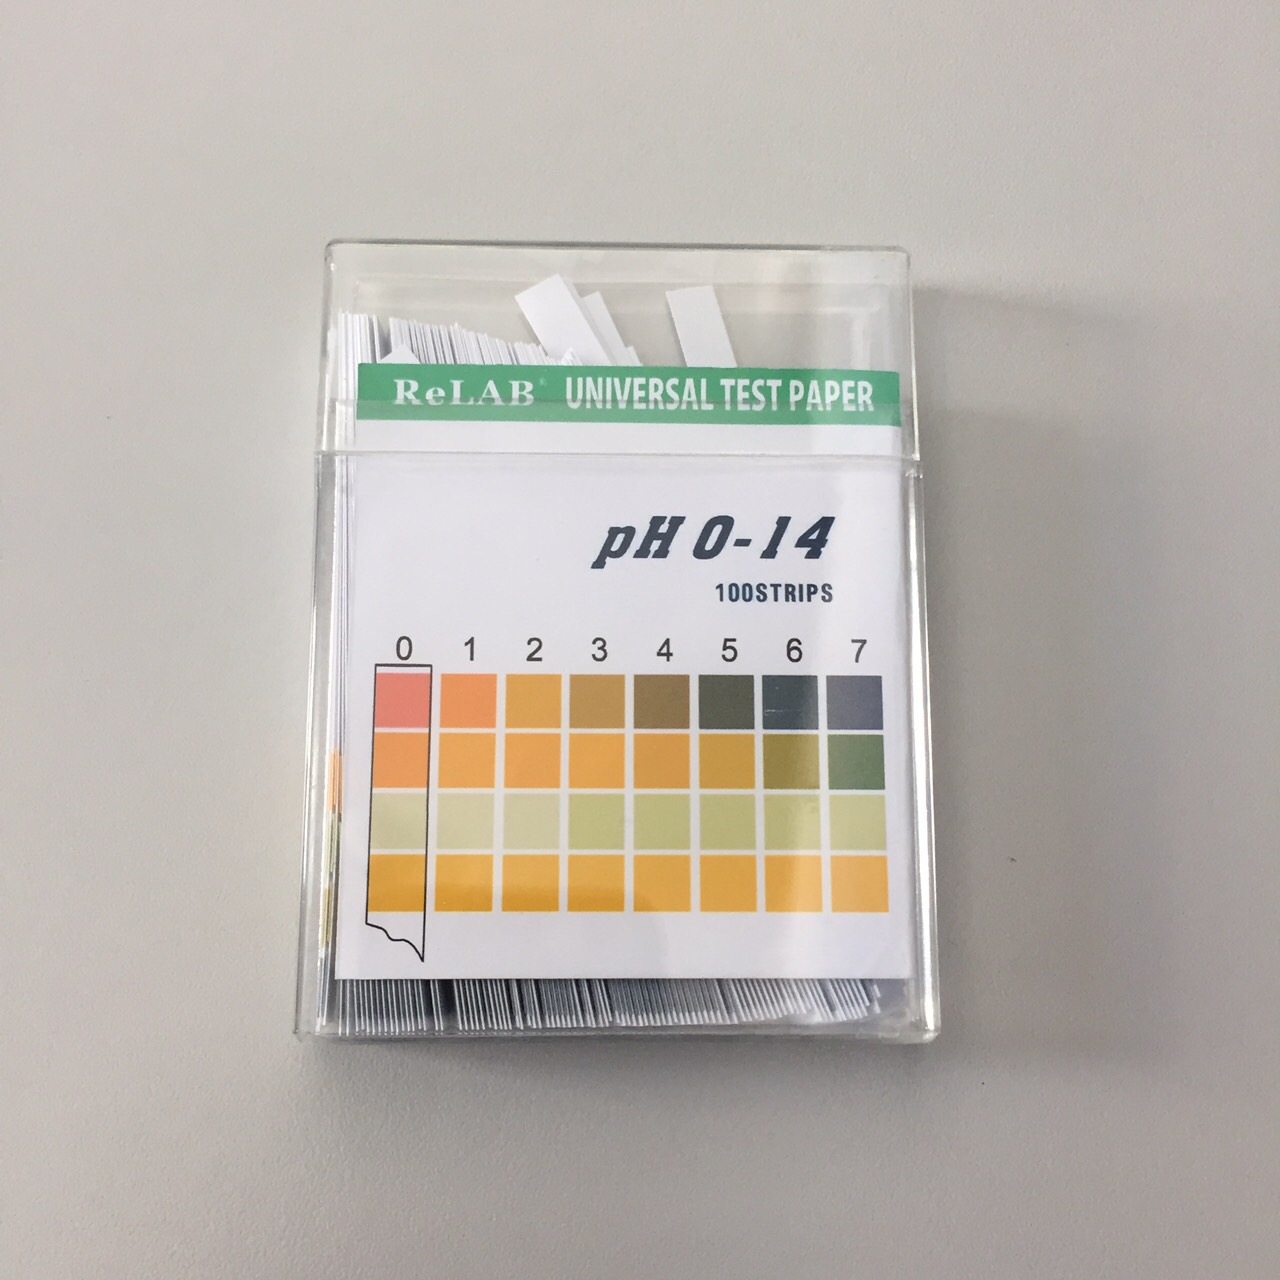 ReLAB® UNIVERSAL TEST PAPER
pH 0-14
100STRIPS
0 1 2 3 4 5 6 7